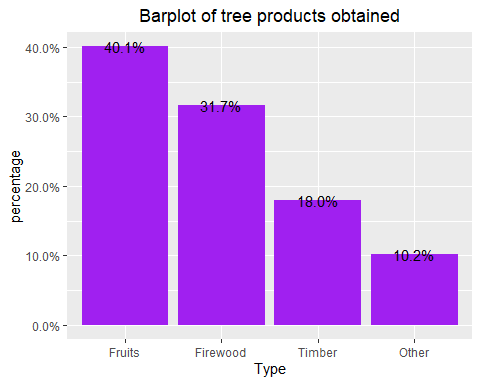 Barplot of tree products obtained
40.0%
30.0%
20.0%
10.0%
0.0%
percentage
40.1%
31.7%
18.0%
10.2%
Fruits Firewood Timber Other
Type